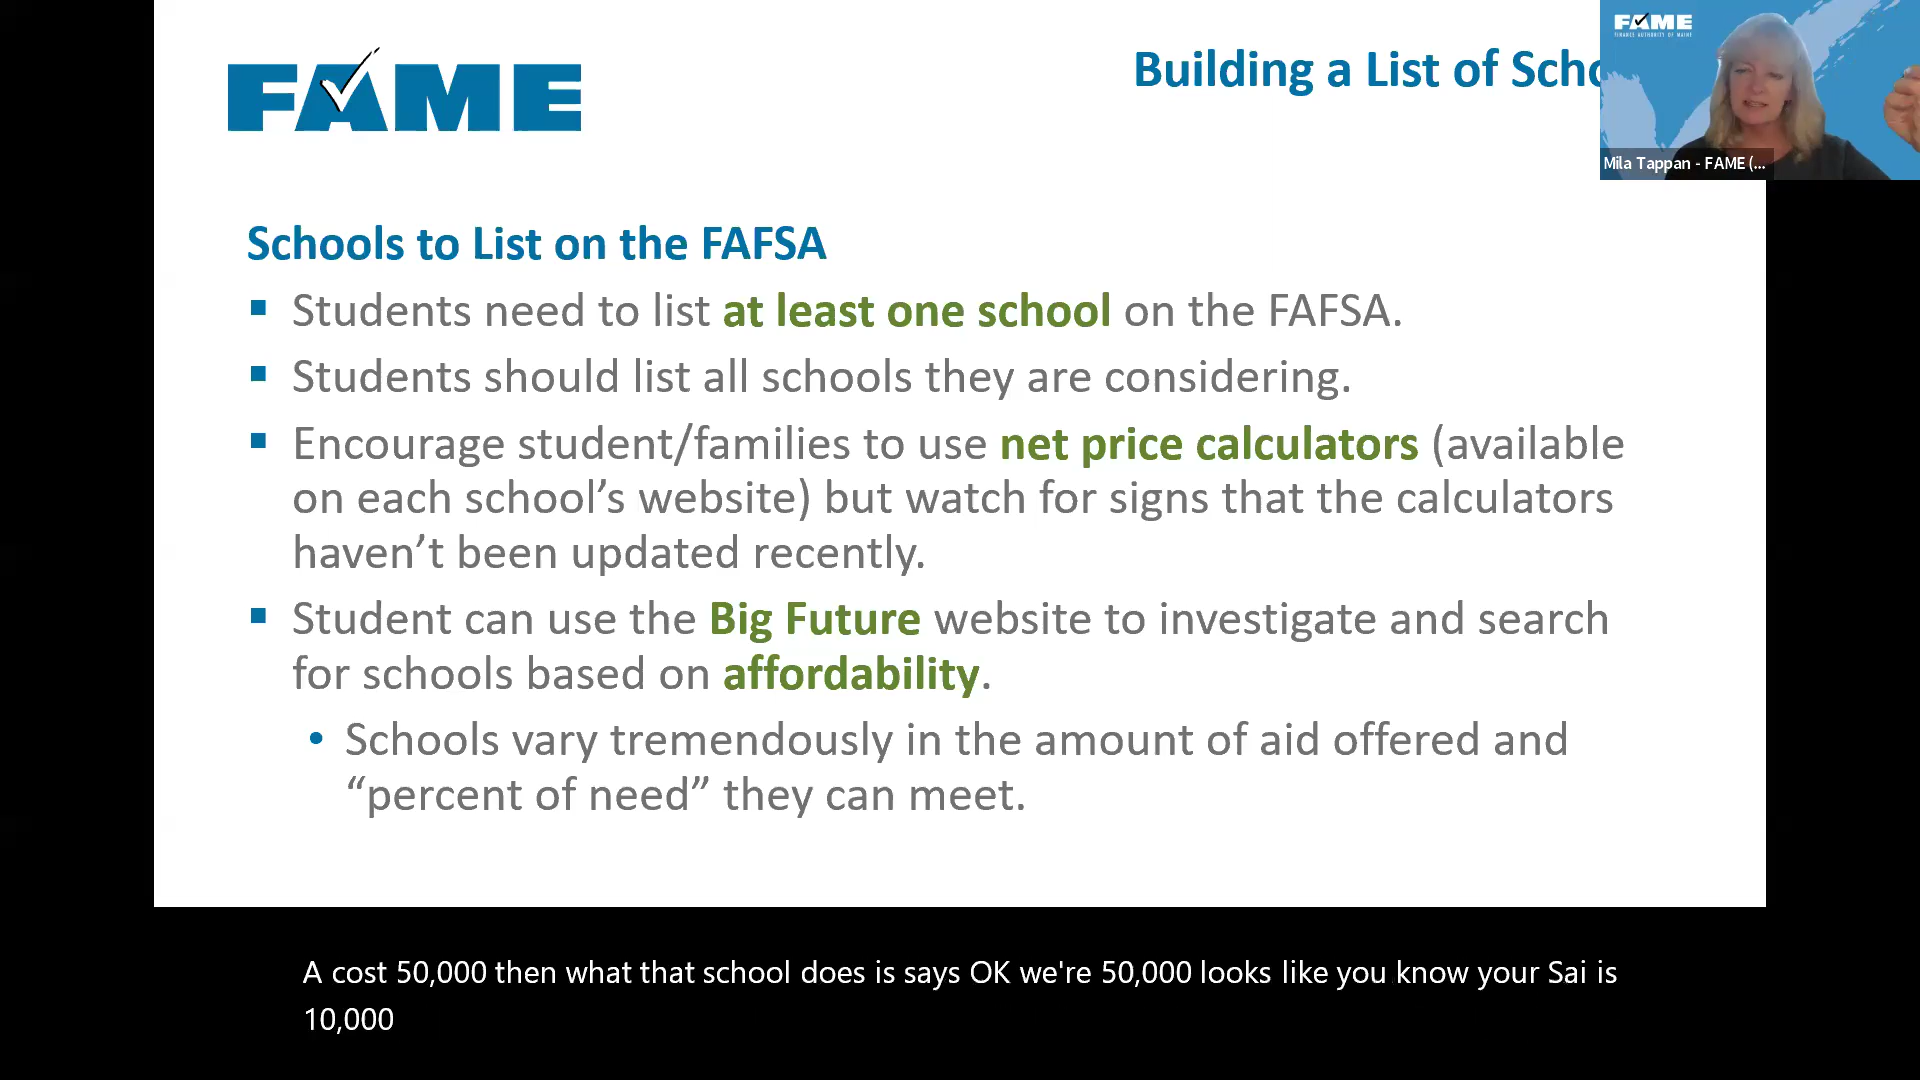 FAME
Building a List of Scho
FAME
FINANCE AUTHORITY OF MAINE
Mila Tappan - FAME (...
Schools to List on the FAFSA
Students need to list at least one school on the FAFSA.
Students should list all schools they are considering.
Encourage student/families to use net price calculators (available
on each school’s website) but watch for signs that the calculators
haven’t been updated recently.
Student can use the Big Future website to investigate and search
for schools based on affordability.
Schools vary tremendously in the amount of aid offered and
“percent of need” they can meet.
A cost 50,000 then what that school does is says OK we're 50,000 looks like you know your Sai is
10,000